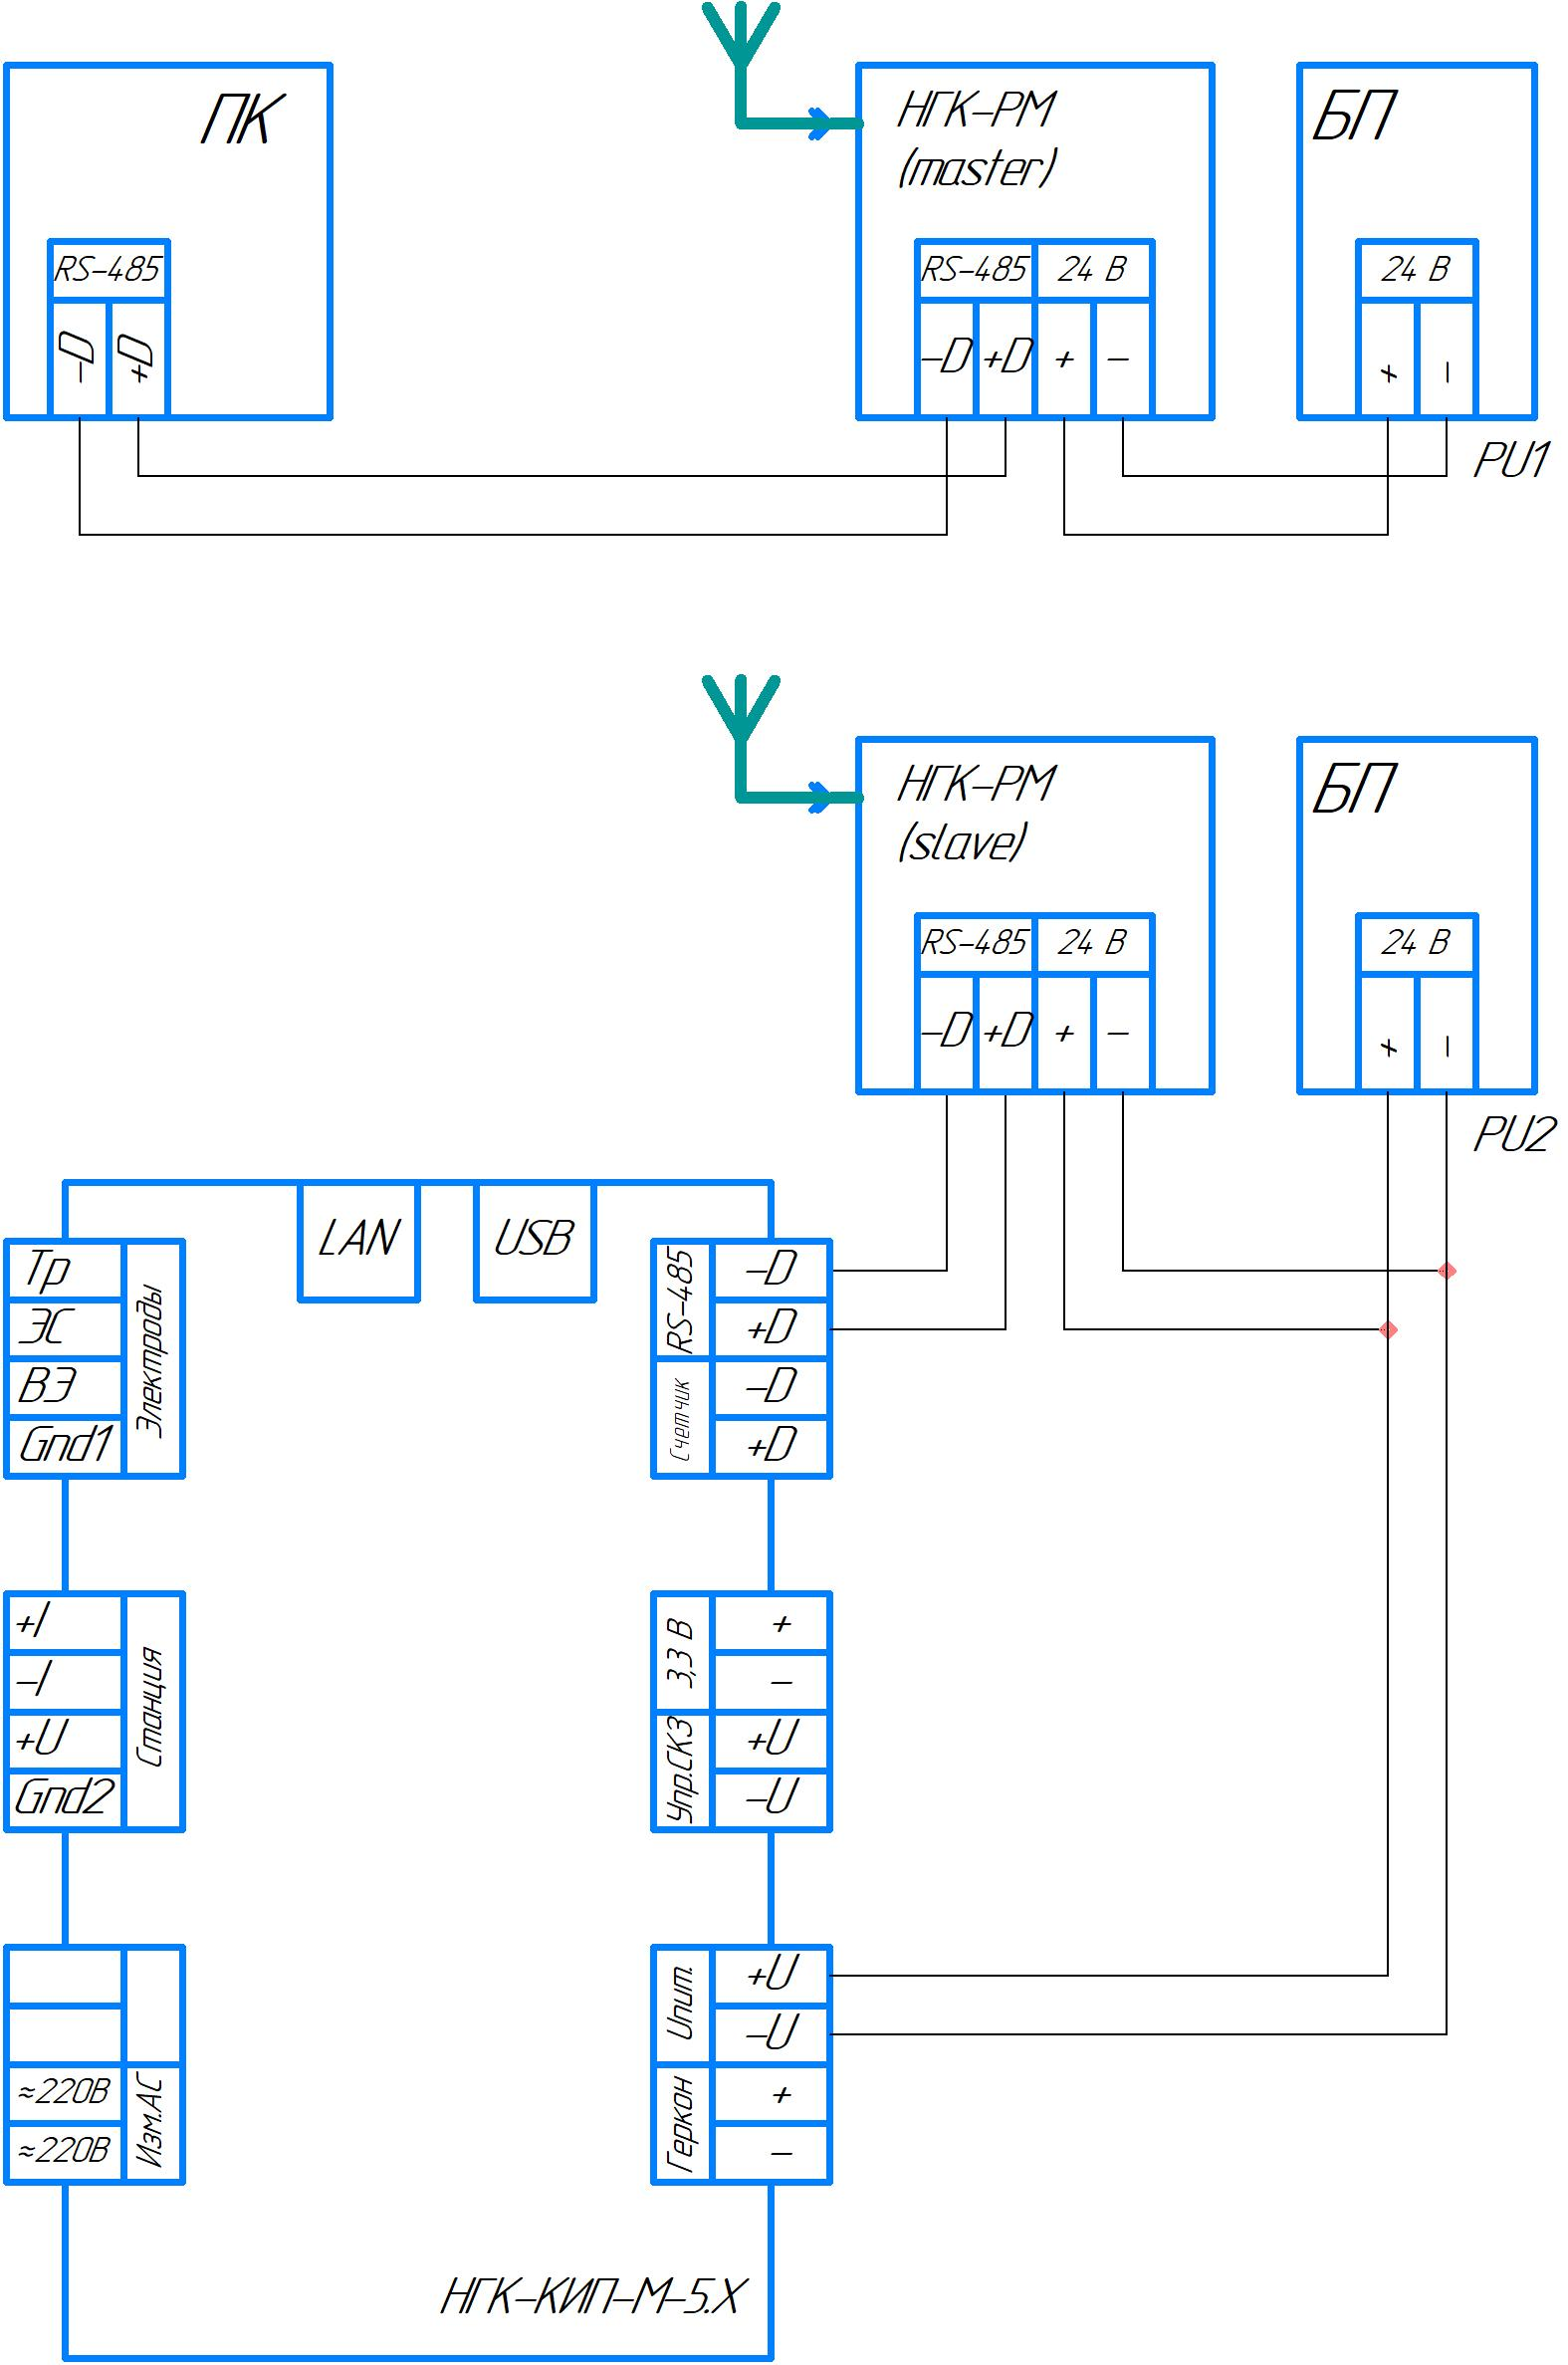 ПК
RS-485
-D
+D
НГК-РМ
(master)
RS-485
24 В
-D
+D
+
-
БП
24 В
+
-
PU1
НГК-РМ
(slave)
RS-485
24 В
-D
+D
+
-
БП
24 В
+
-
PU2
LAN
USB
Тр
ЭС
ВЭ
Gnd1
Электроды
RS-485
-D
+D
Счетчик
-D
+D
+I
-I
+U
Gnd2
Станция
3,3 В
+
-
Упр.СКЗ
+U
-U
≈220В
≈220В
Изм.АС
Uпит.
+U
-U
Геркон
+
-
НГК-КИП-М-5.Х